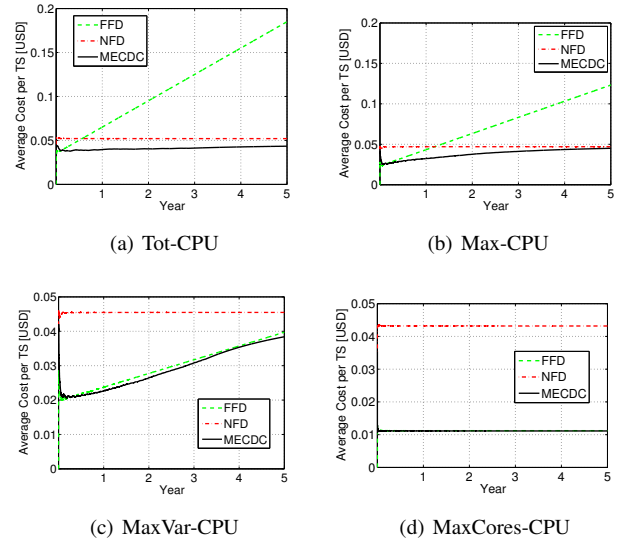 0.2
0.15
0.1
0.05
0
Average Cost per TS [USD]
FFD
NFD
MECDC
1 2 3 4 5
Year
(a) Tot-CPU
0.2
0.15
0.1
0.05
0
Average Cost per TS [USD]
FFD
NFD
MECDC
1 2 3 4 5
Year
(b) Max-CPU
0.05
0.04
0.03
0.02
0.01
0
Average Cost per TS [USD]
FFD
NFD
MECDC
1 2 3 4 5
Year
(c) MaxVar-CPU
0.05
0.04
0.03
0.02
0.01
0
Average Cost per TS [USD]
FFD
NFD
MECDC
1 2 3 4 5
Year
(d) MaxCores-CPU